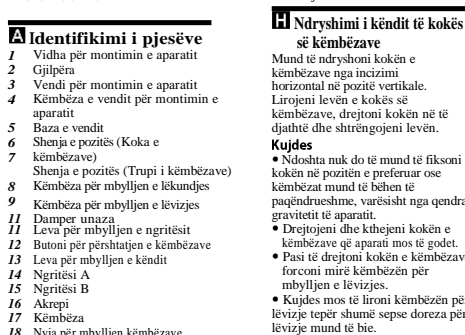 A Identifikimi i pjesëve
1 Vidha për montimin e aparatit
2 Gjilpëra
3 Vendi për montimin e aparatit
4 Këmbëza e vendit për montimin e
aparatit
5 Baza e vendit
6 Shenja e pozitës (Koka e
7 këmbëzave)
Shenja e pozitës (Trupi i këmbëzave)
8 Këmbëza për mbylljen e lëkundjes
9 Këmbëza për mbylljen e lëvizjes
11 Damper unaza
11 Leva për mbylljen e ngritësit
12 Butoni për përshtatjen e këmbëzave
13 Leva për mbylljen e këndit
14 Ngritësi A
15 Ngritësi B
16 Akrepi
17 Këmbëza
18 Nyja për mbylljen këmbëzave
H Ndryshimi i këndit të kokës
së këmbëzave
Mund të ndryshoni kokën e
këmbëzave nga incizimi
horizontal në pozitë vertikale.
Lirojeni levën e kokës së
këmbëzave, drejtoni kokën në të
djathtë dhe shtrëngojeni levën.
Kujdes
• Ndoshta nuk do të mund të fiksoni
kokën në pozitën e preferuar ose
këmbëzat mund të bëhen të
paqëndrueshme, varësisht nga qendra
gravitetit të aparatit.
• Drejtojeni dhe kthejeni kokën e
këmbëzave që aparati mos të godet.
• Pasi të drejtoni kokën e këmbëzave
forconi mirë këmbëzën për
mbylljen e lëvizjes.
• Kujdes mos të lironi këmbëzën për
lëvizje tepër shumë sepse doreza për
lëvizje mund të bie.